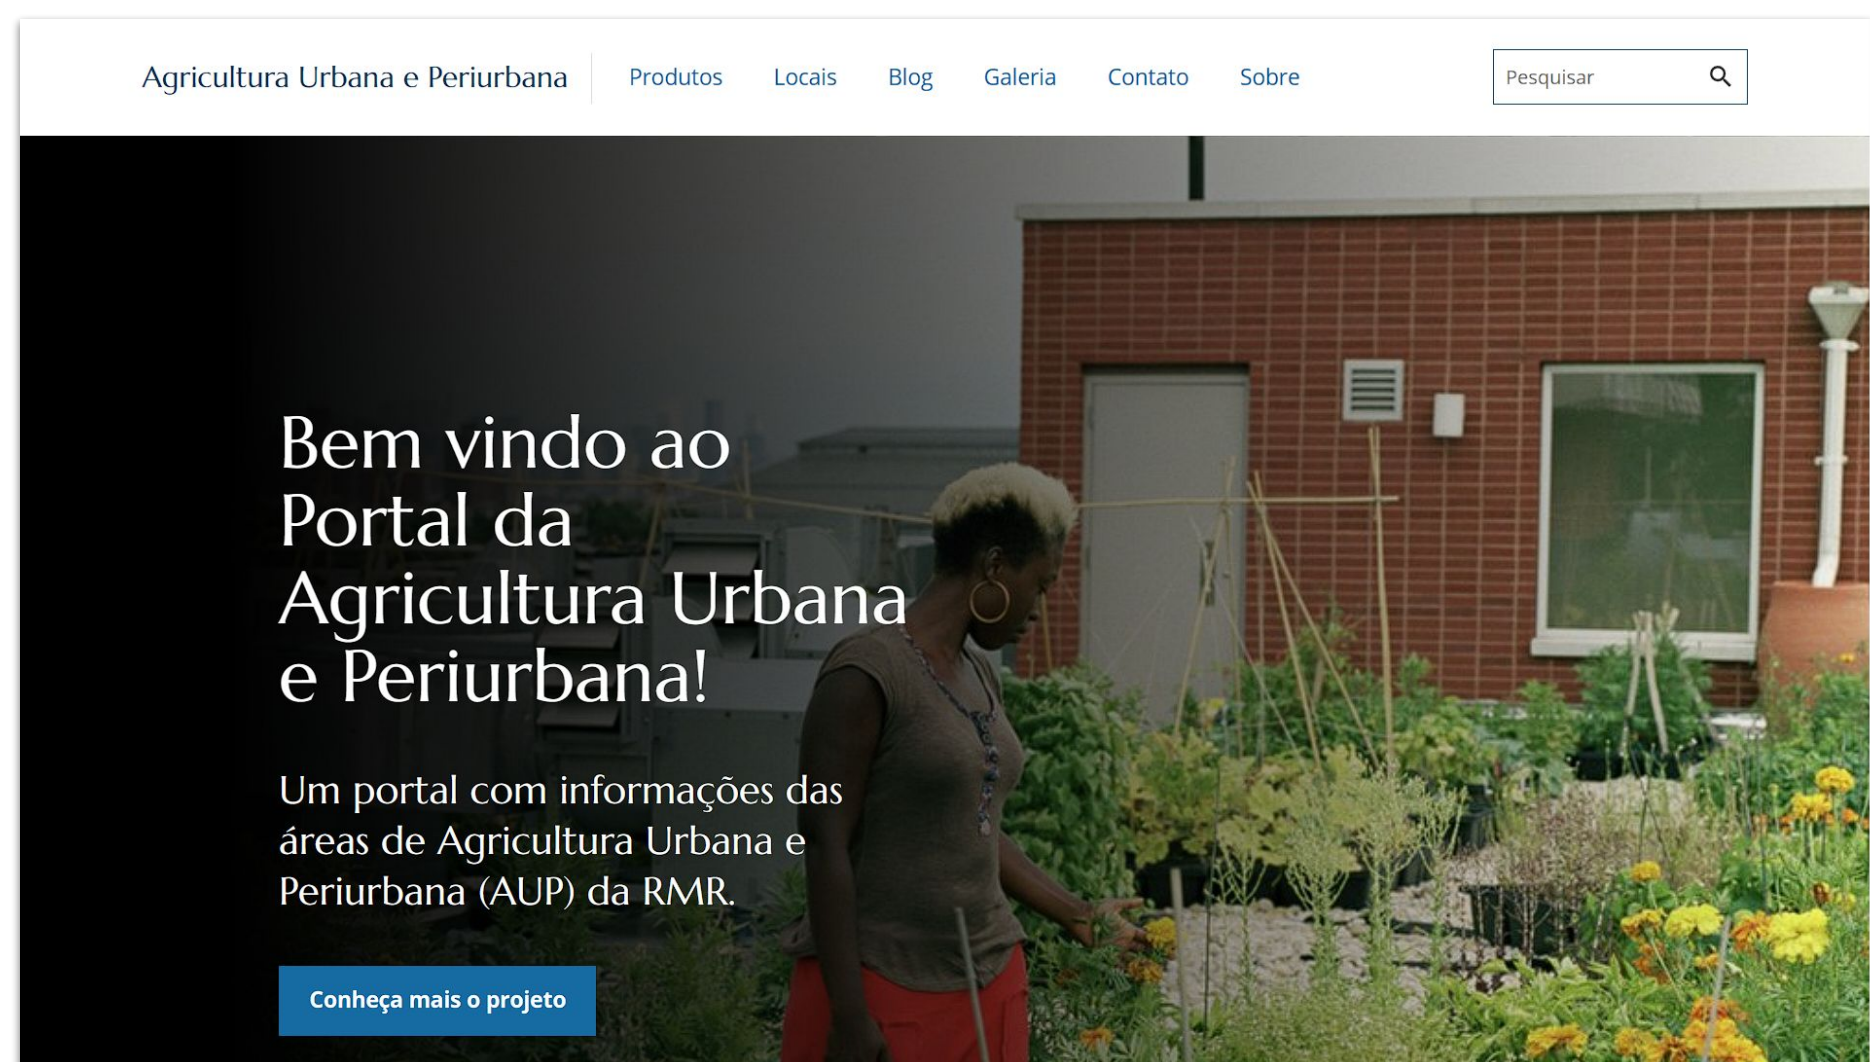 Agricultura Urbana e Periurbana
Produtos
Locais
Blog
Galeria
Contato
Sobre
Pesquisar
Bem vindo ao
Portal da
Agricultura Urbana
e Periurbana!
Um portal com informações das
áreas de Agricultura Urbana e
Periurbana (AUP) da RMR.
Conheça mais o projeto